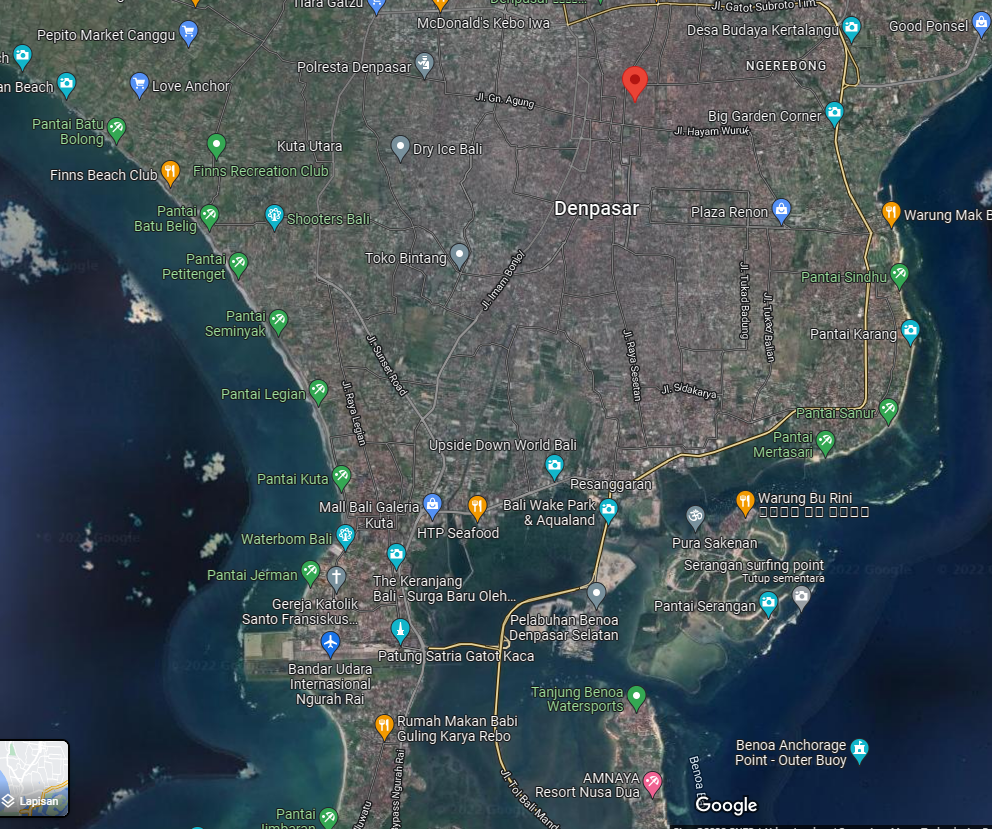 Tiara Gatzu
McDonald's Kebo Iwa
Jl. Gatot Subroto Tim.
Pepito Market Canggu
Desa Budaya Kertalangu
Good Ponsel
Polresta Denpasar
NGEREBONG
an Beach
Love Anchor
Jl. Gn. Agung
Big Garden Corner
Pantai Batu
Bolong
Jl. Hayam Wuruk
Kuta Utara
Dry Ice Bali
Finns Beach Club
Finns Recreation Club
Denpasar
Plaza Renon
Warung Mak B
Pantai
Batu Belig
Shooters Bali
Toko Bintang
Pantai
Petitenget
Jl. Imam Bonjol
Jl. Tukad Badung
Pantai Sindhu
Jl. Tukad Balian
Pantai
Seminyak
Pantai Karang
Jl. Sunset Road
Jl. Raya Sesetan
Pantai Legian
Jl. Raya Legian
Jl. Sidakarya
Pantai Sanur
Upside Down World Bali
Pantai
Mertasari
Pantai Kuta
Pesanggaran
Mall Bali Galeria
Kuta
HTP Seafood
Bali Wake Park
& Aqualand
Warung Bu Rini
Waterbom Bali
Pura Sakenan
© 2022 Google
Serangan surfing point
Tutup sementara
Pantai Jerman
The Keranjang
Bali - Surga Baru Oleh...
Gereja Katolik
Santo Fransiskus...
Pantai Serangan
Pelabuhan Benoa
Denpasar Selatan
Patung Satria Gatot Kaca
Bandar Udara
Internasional
Ngurah Rai
Tanjung Benoa
Watersports
Rumah Makan Babi
Guling Karya Rebo
Benoa Anchorage
Point - Outer Buoy
AMNAYA
Resort Nusa Dua
Lapisan
Google
Pantai
Jimbaran